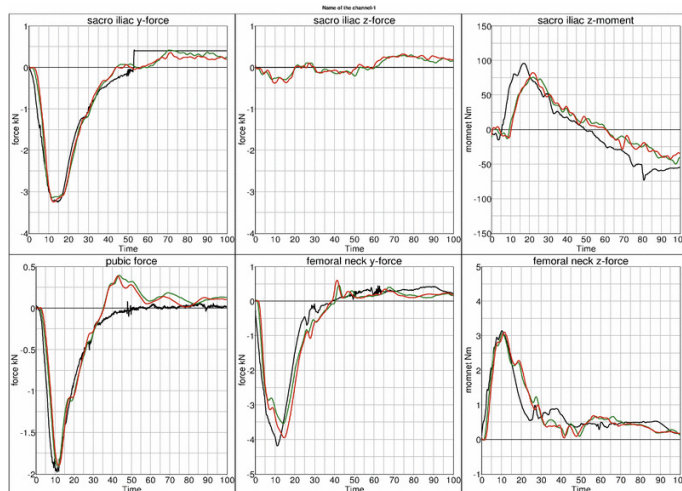 Name of the channel-1
sacro iliac y-force
sacro iliac z-force
sacro iliac z-moment
1
0
-1
-2
-3
-4
force kN
0 10 20 30 40 50 60 70 80 90 100
Time
1
0
-1
-2
-3
-4
force kN
0 10 20 30 40 50 60 70 80 90 100
Time
150
100
50
0
-50
-100
-150
momnet Nm
0 10 20 30 40 50 60 70 80 90 100
Time
pubic force
femoral neck y-force
femoral neck z-force
0.5
0
-0.5
-1
-1.5
-2
force kN
0 10 20 30 40 50 60 70 80 90 100
Time
1
0
-1
-2
-3
-4
-5
force kN
0 10 20 30 40 50 60 70 80 90 100
Time
5
4
3
2
1
0
-1
momnet Nm
0 10 20 30 40 50 60 70 80 90 100
Time